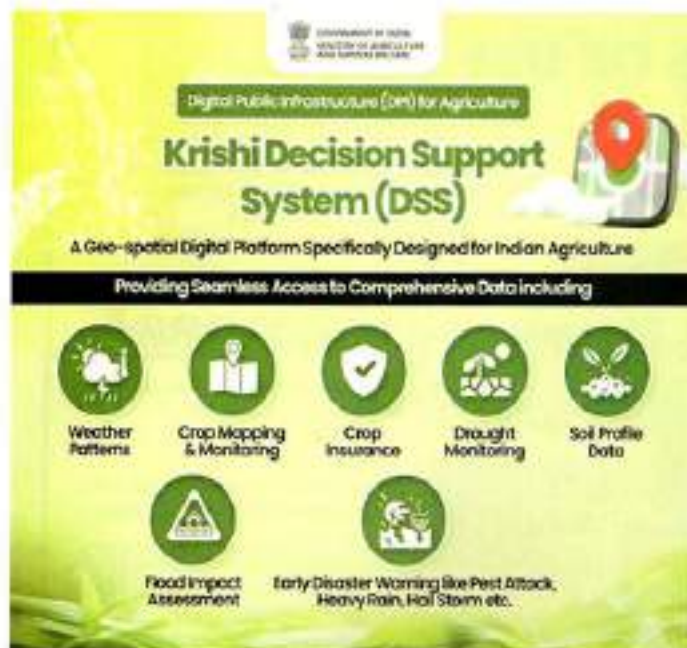 GOVERNMENT OF INDIA
MINISTRY OF AGRICULTURE
AND FARMERS WELFARE
Digital Public Infrastructure (DPI) for Agriculture
Krishi Decision Support
System (DSS)
A Geo-spatial Digital Platform Specifically Designed for Indian Agriculture
Providing Seamless Access to Comprehensive Data including
Weather
Patterns
Crop Mapping
& Monitoring
Crop
Insurance
Drought
Monitoring
Soil Profile
Data
Flood Impact
Assessment
Early Disaster Warning like Pest Attack,
Heavy Rain, Hail Storm etc.